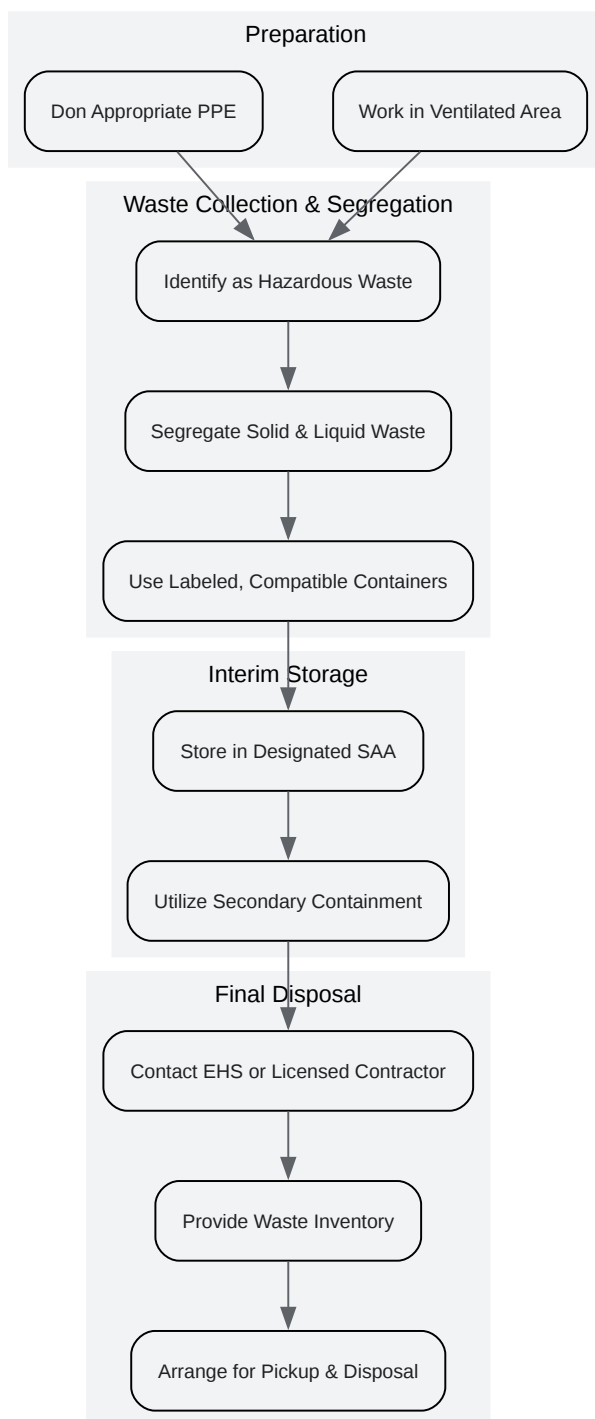 Preparation
Don Appropriate PPE
Work in Ventilated Area
Waste Collection & Segregation
Identify as Hazardous Waste
Segregate Solid & Liquid Waste
Use Labeled, Compatible Containers
Interim Storage
Store in Designated SAA
Utilize Secondary Containment
Final Disposal
Contact EHS or Licensed Contractor
Provide Waste Inventory
Arrange for Pickup & Disposal